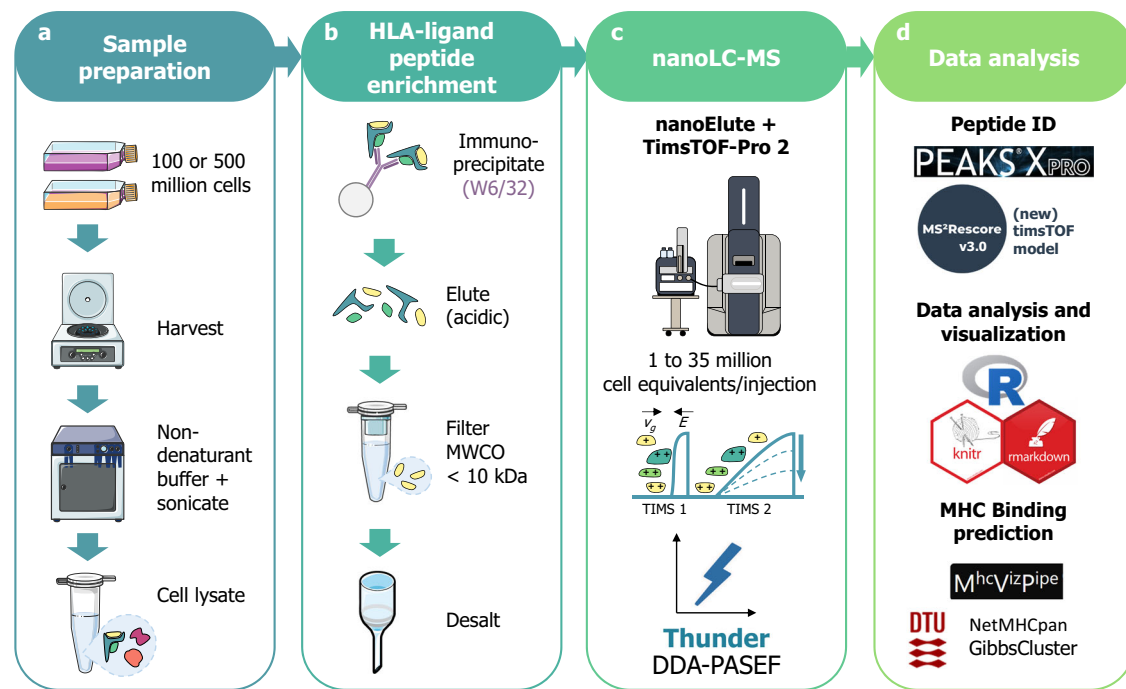 a
Sample
preparation
100 or 500
million cells
Harvest
Non-
denaturant
buffer +
sonicate
Cell lysate
b
HLA-ligand
peptide
enrichment
Immuno-
precipitate
(W6/32)
Elute
(acidic)
Filter
MWCO
< 10 kDa
Desalt
c
nanoLC-MS
nanoElute +
TimsTOF-Pro 2
1 to 35 million
cell equivalents/injection
vg E
+ +
++ ++
++ ++
++ ++
TIMS 1 TIMS 2
Thunder
DDA-PASEF
d
Data analysis
Peptide ID
PEAKS® X PRO
MS²Rescore
v3.0
(new)
timsTOF
model
Data analysis and
visualization
R
knitr
rmarkdown
MHC Binding
prediction
MhcVizPipe
DTU
NetMHCpan
GibbsCluster